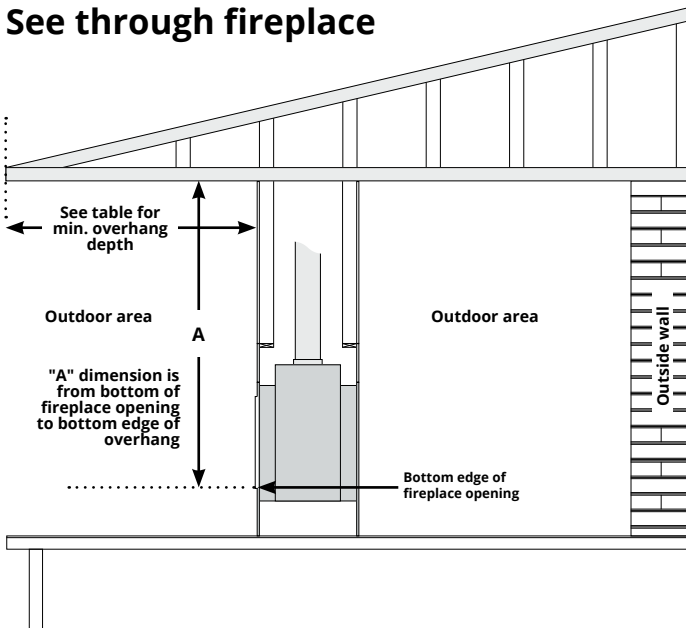 See through fireplace
See table for
min. overhang
depth
Outdoor area
A
Outdoor area
Outside wall
"A" dimension is
from bottom of
fireplace opening
to bottom edge of
overhang
Bottom edge of
fireplace opening